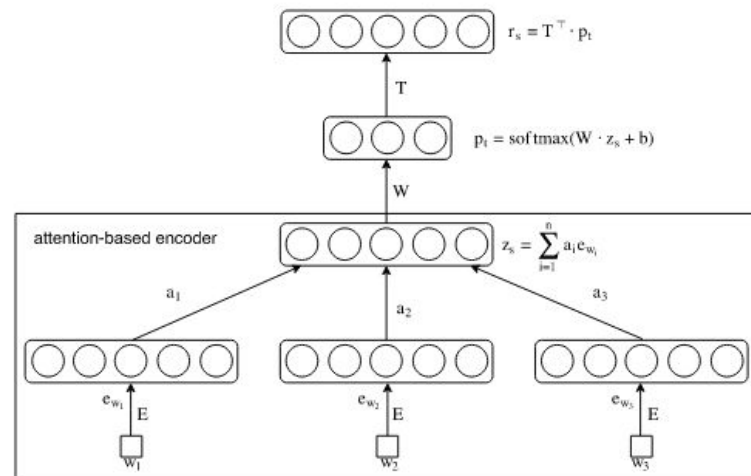 r_s = T^⊤ · p_t
T
p_t = softmax(W · z_s + b)
W
attention-based encoder
z_s = ∑_{i=1}^{n} a_i e_{w_i}
a_1
a_2
a_3
e_{w_1} E
e_{w_2} E
e_{w_3} E
w_1
w_2
w_3